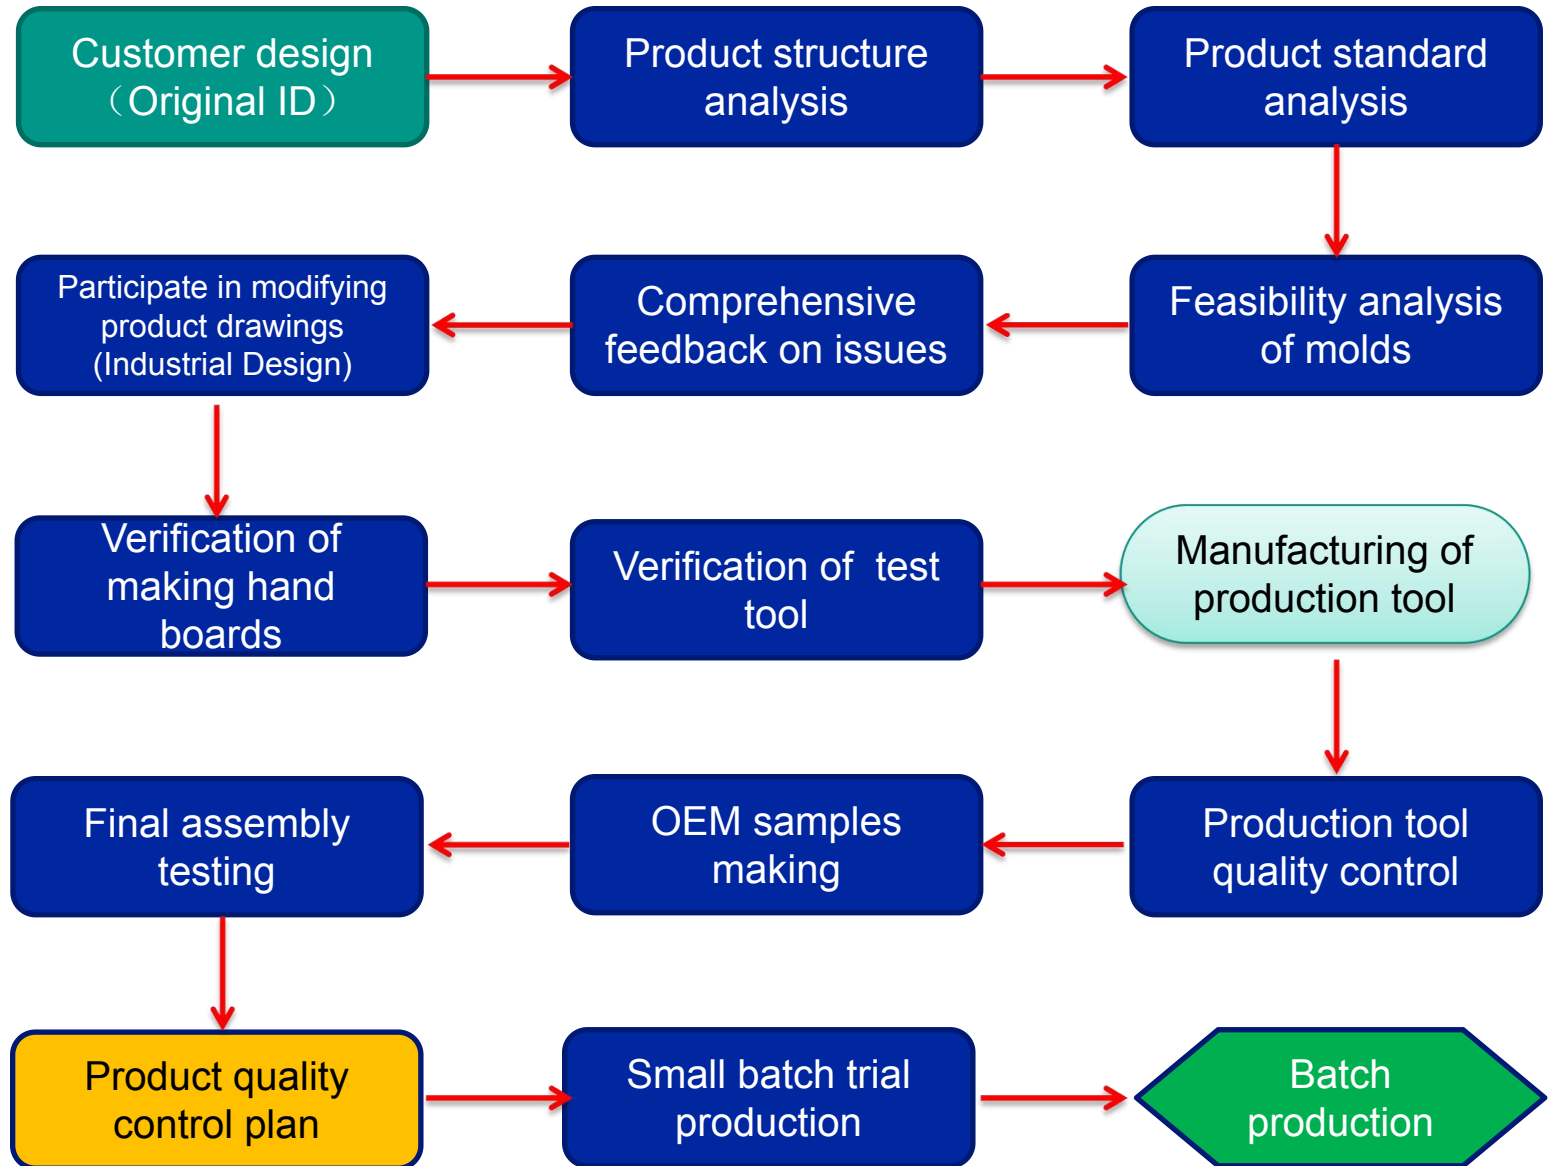 Customer design
（Original ID）
Product structure
analysis
Product standard
analysis
Participate in modifying
product drawings
(Industrial Design)
Comprehensive
feedback on issues
Feasibility analysis
of molds
Verification of
making hand
boards
Verification of  test
tool
Manufacturing of
production tool
Final assembly
testing
OEM samples
making
Production tool
quality control
Product quality
control plan
Small batch trial
production
Batch
production